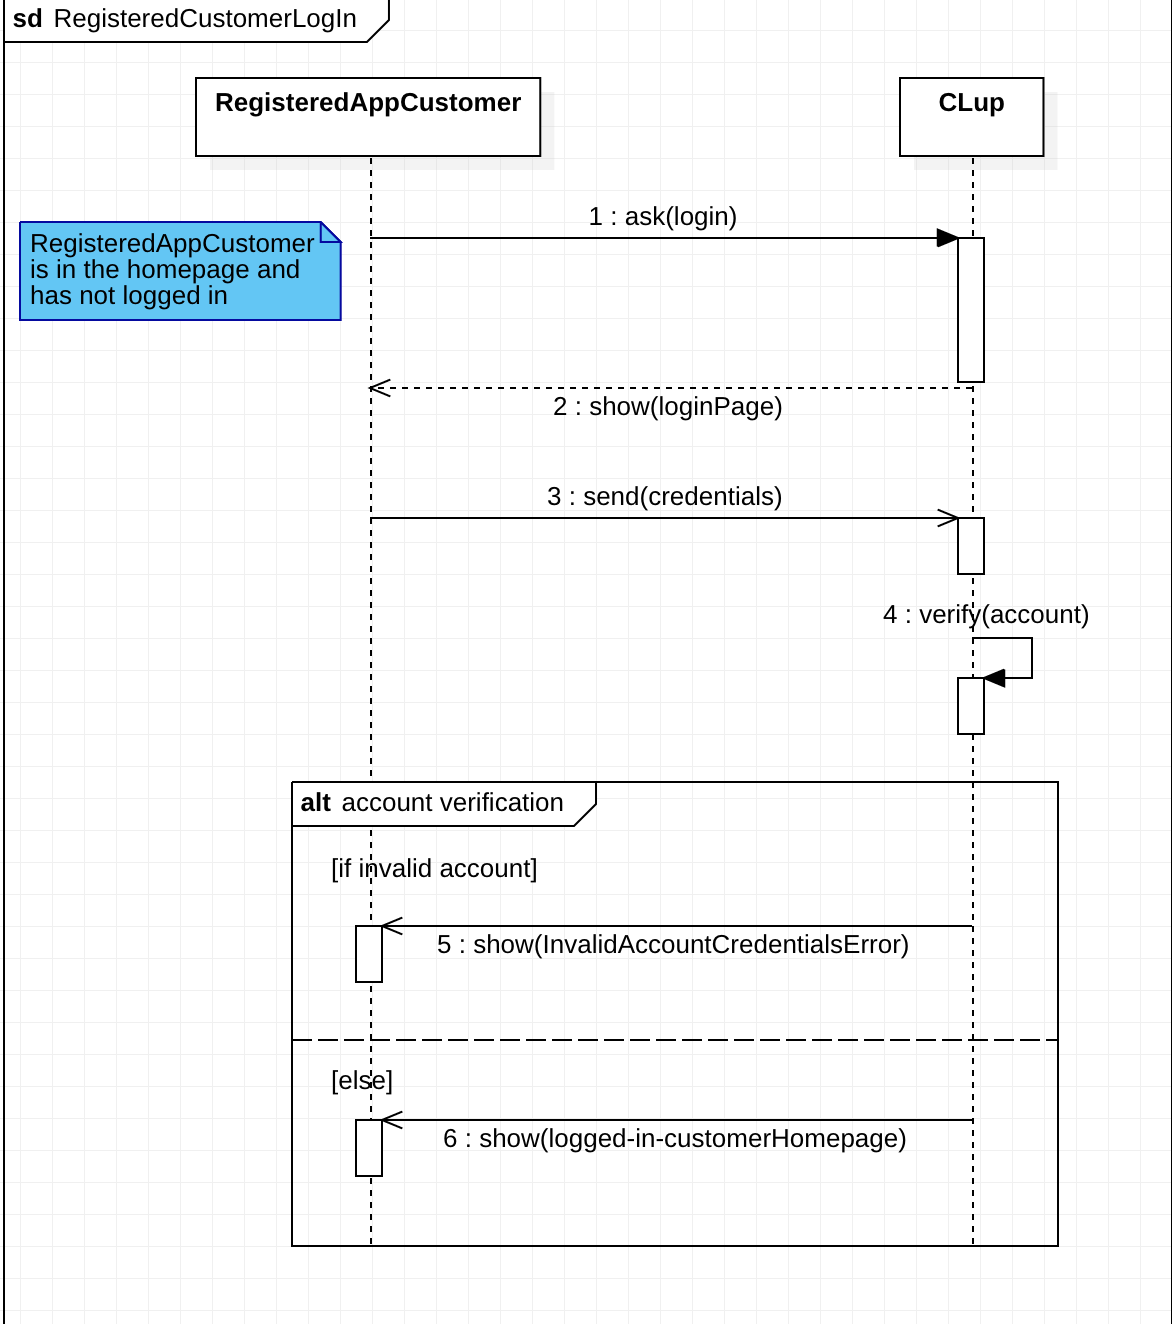 sd RegisteredCustomerLogIn
RegisteredAppCustomer
CLup
1 : ask(login)
RegisteredAppCustomer
is in the homepage and
has not logged in
2 : show(loginPage)
3 : send(credentials)
4 : verify(account)
alt account verification
[if invalid account]
5 : show(InvalidAccountCredentialsError)
[else]
6 : show(logged-in-customerHomepage)